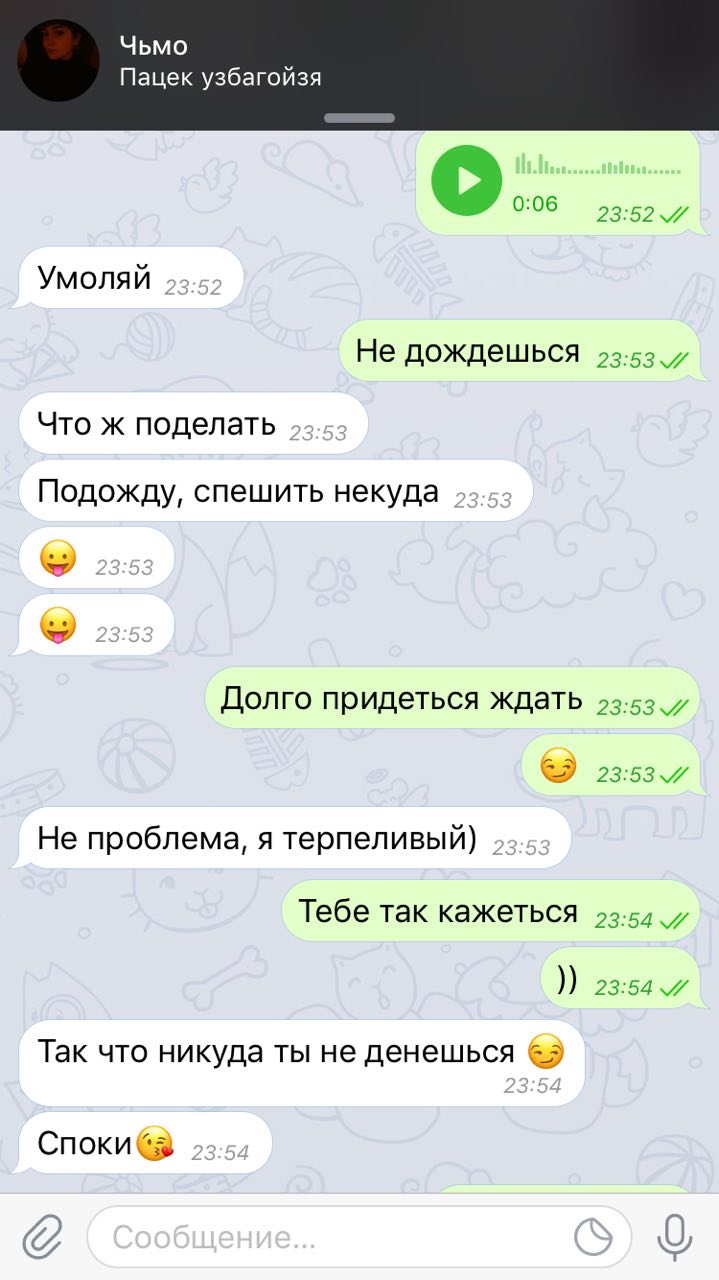 Чьмо
Пацек узбагойзя
0:06
23:52
Умоляй 23:52
Не дождешься 23:53
Что ж поделать 23:53
Подожду, спешить некуда 23:53
😛 23:53
😛 23:53
Долго придеться ждать 23:53
😏 23:53
Не проблема, я терпеливый) 23:53
Тебе так кажеться 23:54
)) 23:54
Так что никуда ты не денешься 😏
23:54
Споки😘 23:54
Сообщение...